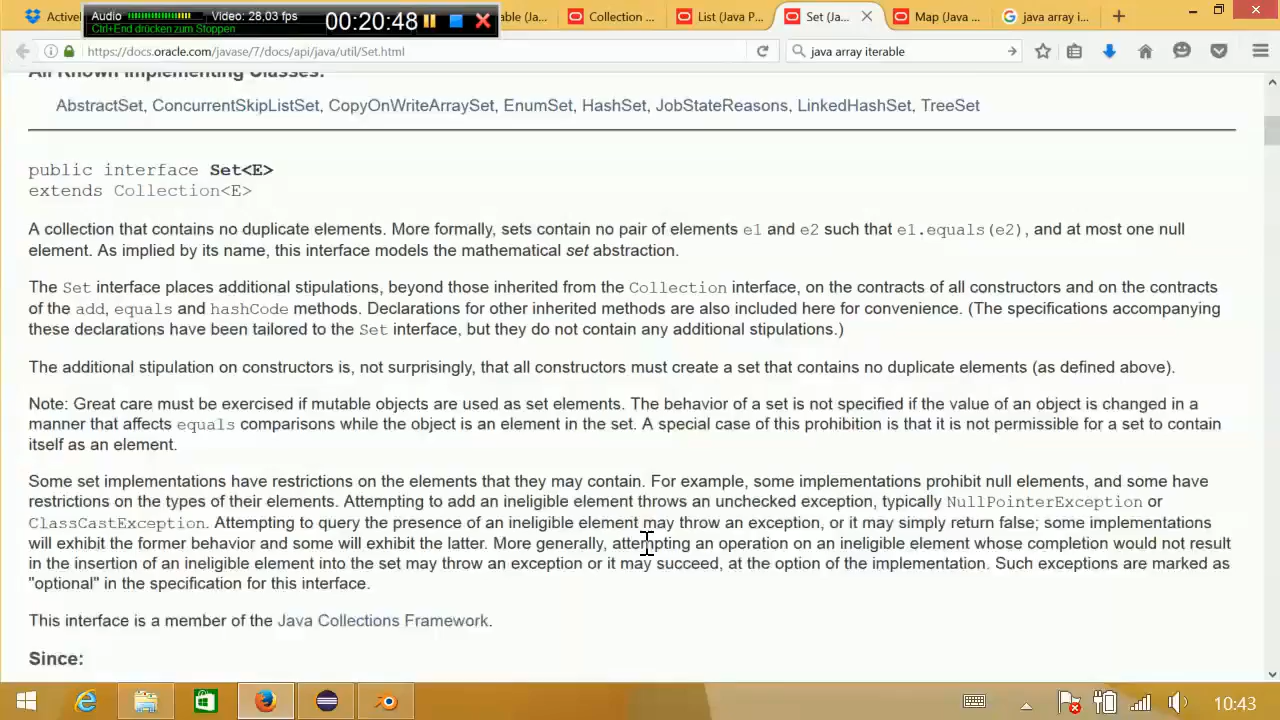 Activel
Audio
Video: 28,03 fps
Ctrl+End drücken zum Stoppen
00:20:48
ble (Ja...
Collection ...
List (Java P...
Set (Ja...
Map (Java ...
java array i...
https://docs.oracle.com/javase/7/docs/api/java/util/Set.html
java array iterable
All Known Implementing Classes:
AbstractSet, ConcurrentSkipListSet, CopyOnWriteArraySet, EnumSet, HashSet, JobStateReasons, LinkedHashSet, TreeSet
public interface Set<E>
extends Collection<E>
A collection that contains no duplicate elements. More formally, sets contain no pair of elements e1 and e2 such that e1.equals(e2), and at most one null
element. As implied by its name, this interface models the mathematical set abstraction.
The Set interface places additional stipulations, beyond those inherited from the Collection interface, on the contracts of all constructors and on the contracts
of the add, equals and hashCode methods. Declarations for other inherited methods are also included here for convenience. (The specifications accompanying
these declarations have been tailored to the Set interface, but they do not contain any additional stipulations.)
The additional stipulation on constructors is, not surprisingly, that all constructors must create a set that contains no duplicate elements (as defined above).
Note: Great care must be exercised if mutable objects are used as set elements. The behavior of a set is not specified if the value of an object is changed in a
manner that affects equals comparisons while the object is an element in the set. A special case of this prohibition is that it is not permissible for a set to contain
itself as an element.
Some set implementations have restrictions on the elements that they may contain. For example, some implementations prohibit null elements, and some have
restrictions on the types of their elements. Attempting to add an ineligible element throws an unchecked exception, typically NullPointerException or
ClassCastException. Attempting to query the presence of an ineligible element may throw an exception, or it may simply return false; some implementations
will exhibit the former behavior and some will exhibit the latter. More generally, attempting an operation on an ineligible element whose completion would not result
in the insertion of an ineligible element into the set may throw an exception or it may succeed, at the option of the implementation. Such exceptions are marked as
"optional" in the specification for this interface.
This interface is a member of the Java Collections Framework.
Since:
10:43